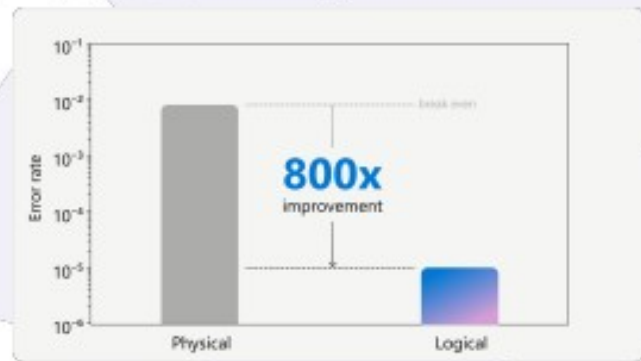 10⁻¹
10⁻²
break even
10⁻³
800x
improvement
Error rate
10⁻⁴
10⁻⁵
10⁻⁶
Physical Logical